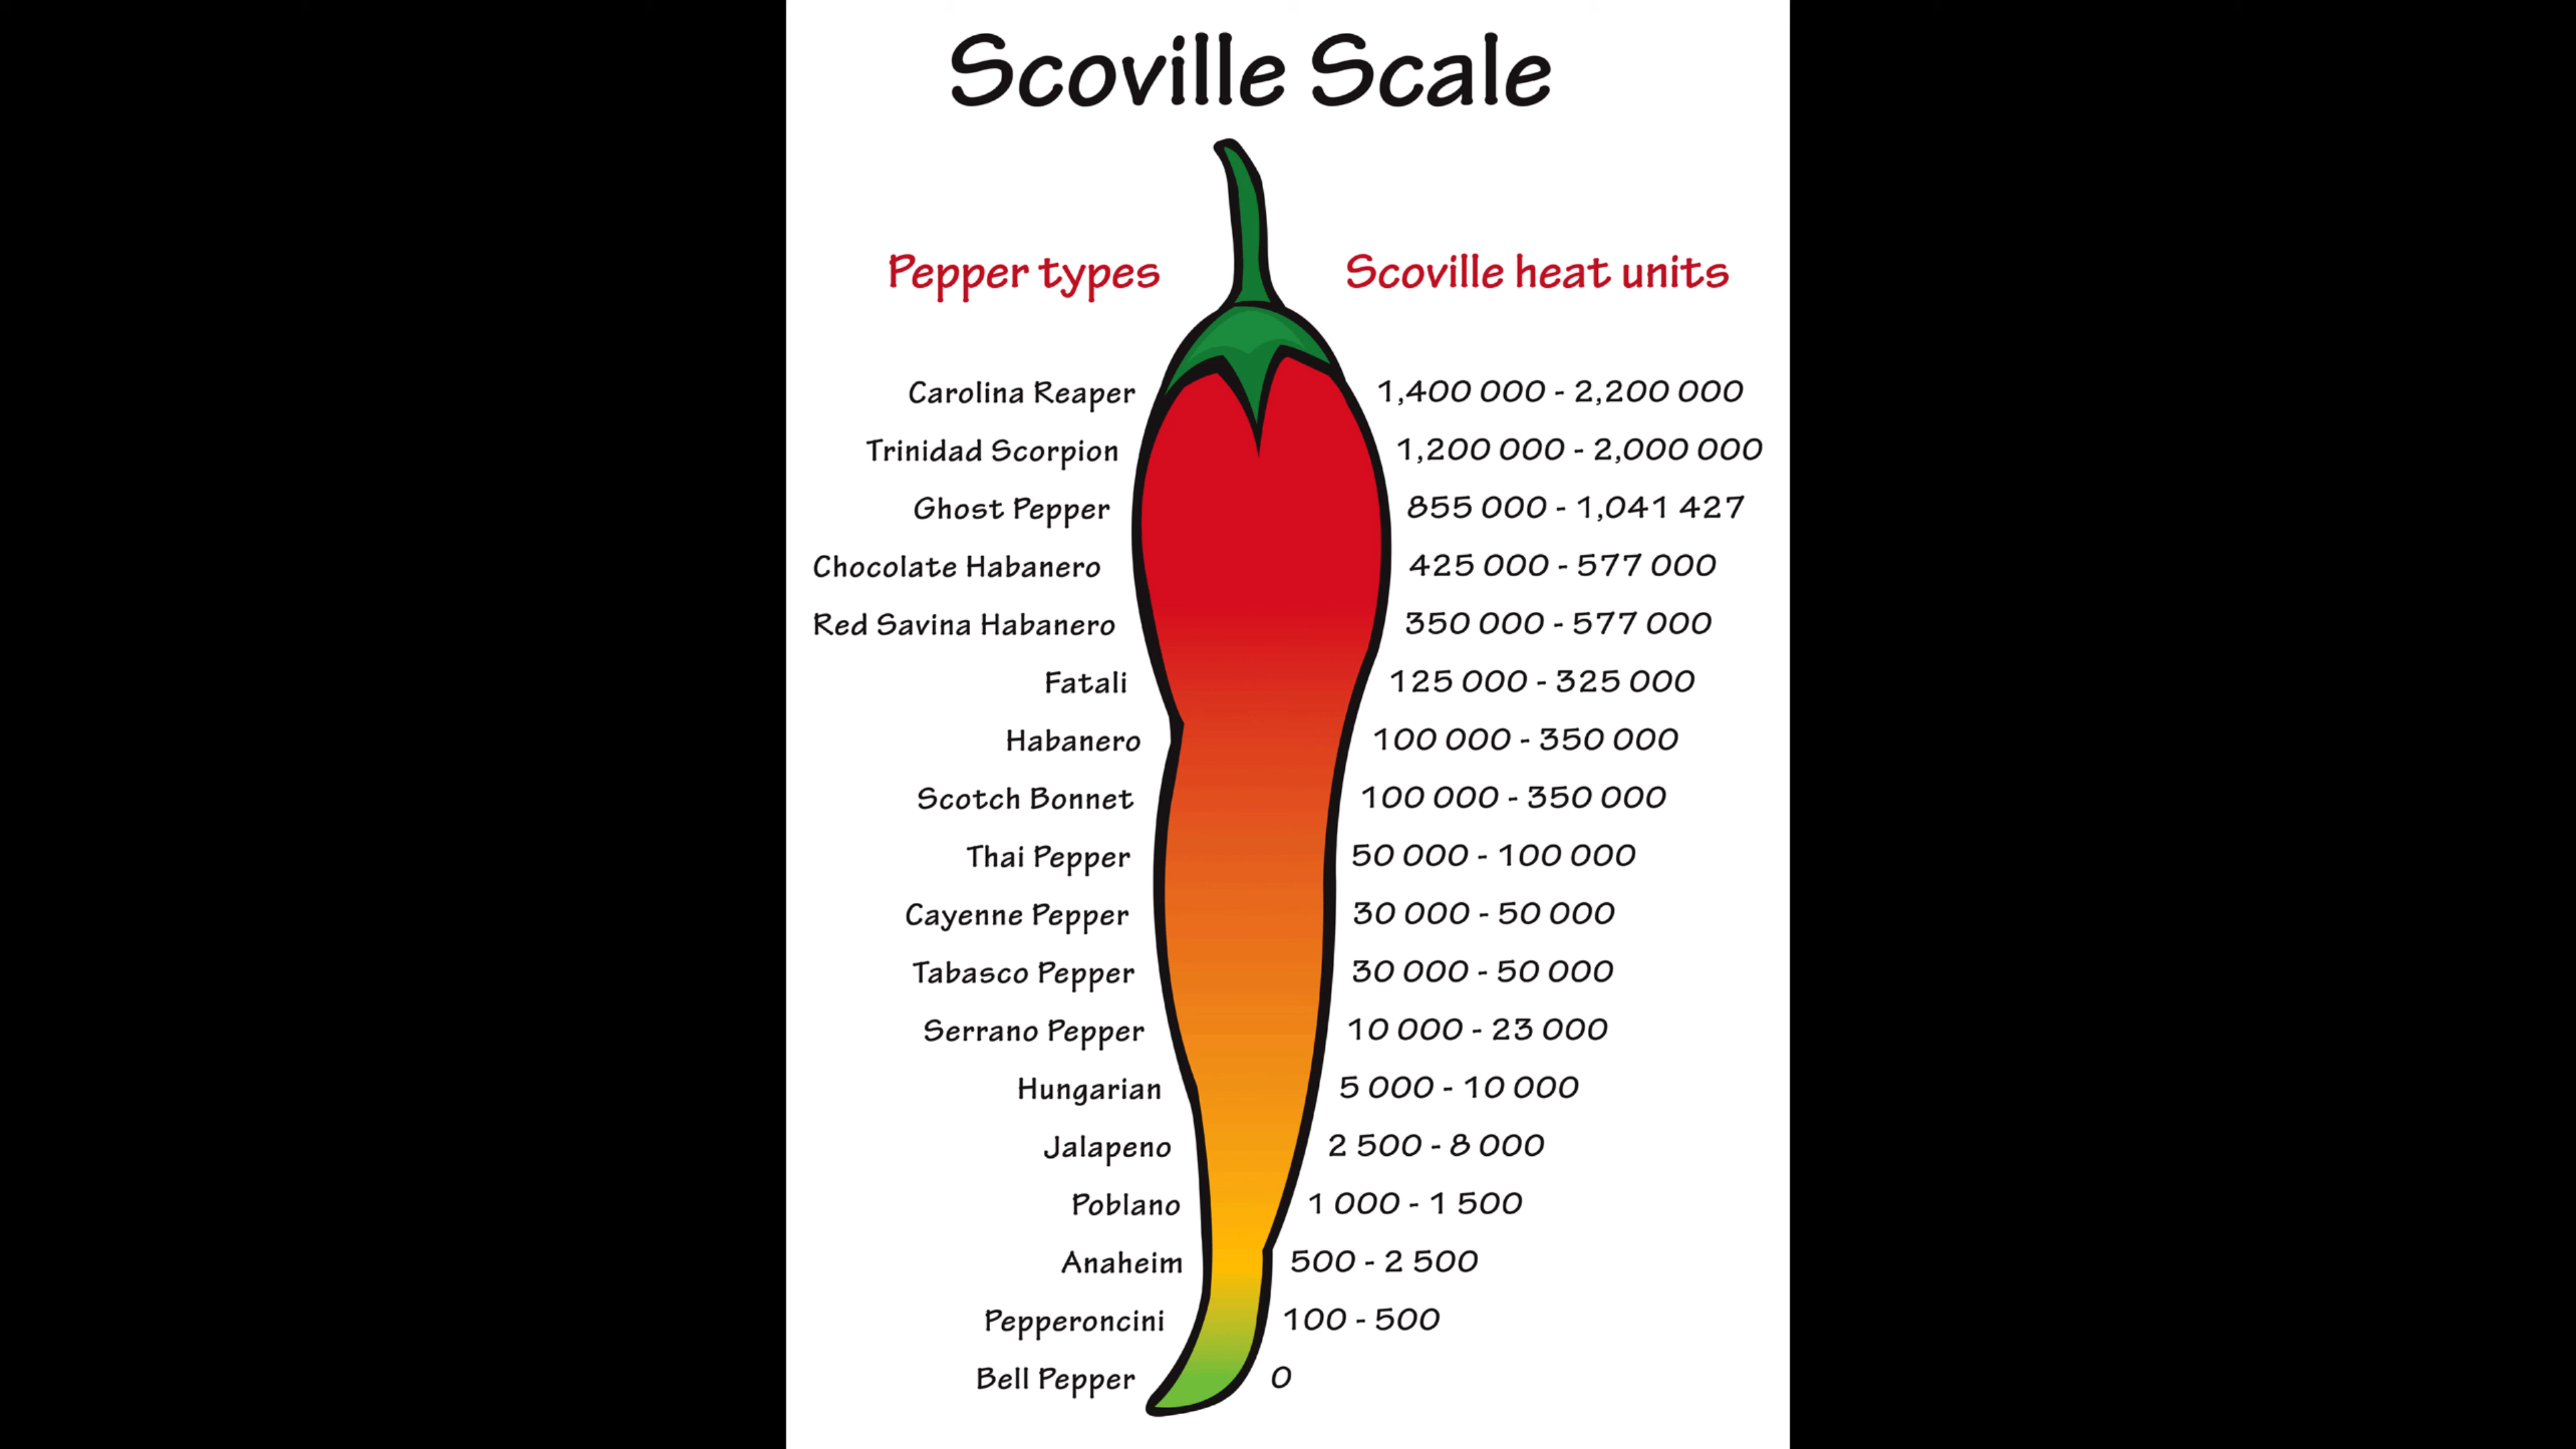 Scoville Scale
Pepper types Scoville heat units
Carolina Reaper 1,400 000 - 2,200 000
Trinidad Scorpion 1,200 000 - 2,000 000
Ghost Pepper 855 000 - 1,041 427
Chocolate Habanero 425 000 - 577 000
Red Savina Habanero 350 000 - 577 000
Fatali 125 000 - 325 000
Habanero 100 000 - 350 000
Scotch Bonnet 100 000 - 350 000
Thai Pepper 50 000 - 100 000
Cayenne Pepper 30 000 - 50 000
Tabasco Pepper 30 000 - 50 000
Serrano Pepper 10 000 - 23 000
Hungarian 5 000 - 10 000
Jalapeno 2 500 - 8 000
Poblano 1 000 - 1 500
Anaheim 500 - 2 500
Pepperoncini 100 - 500
Bell Pepper 0